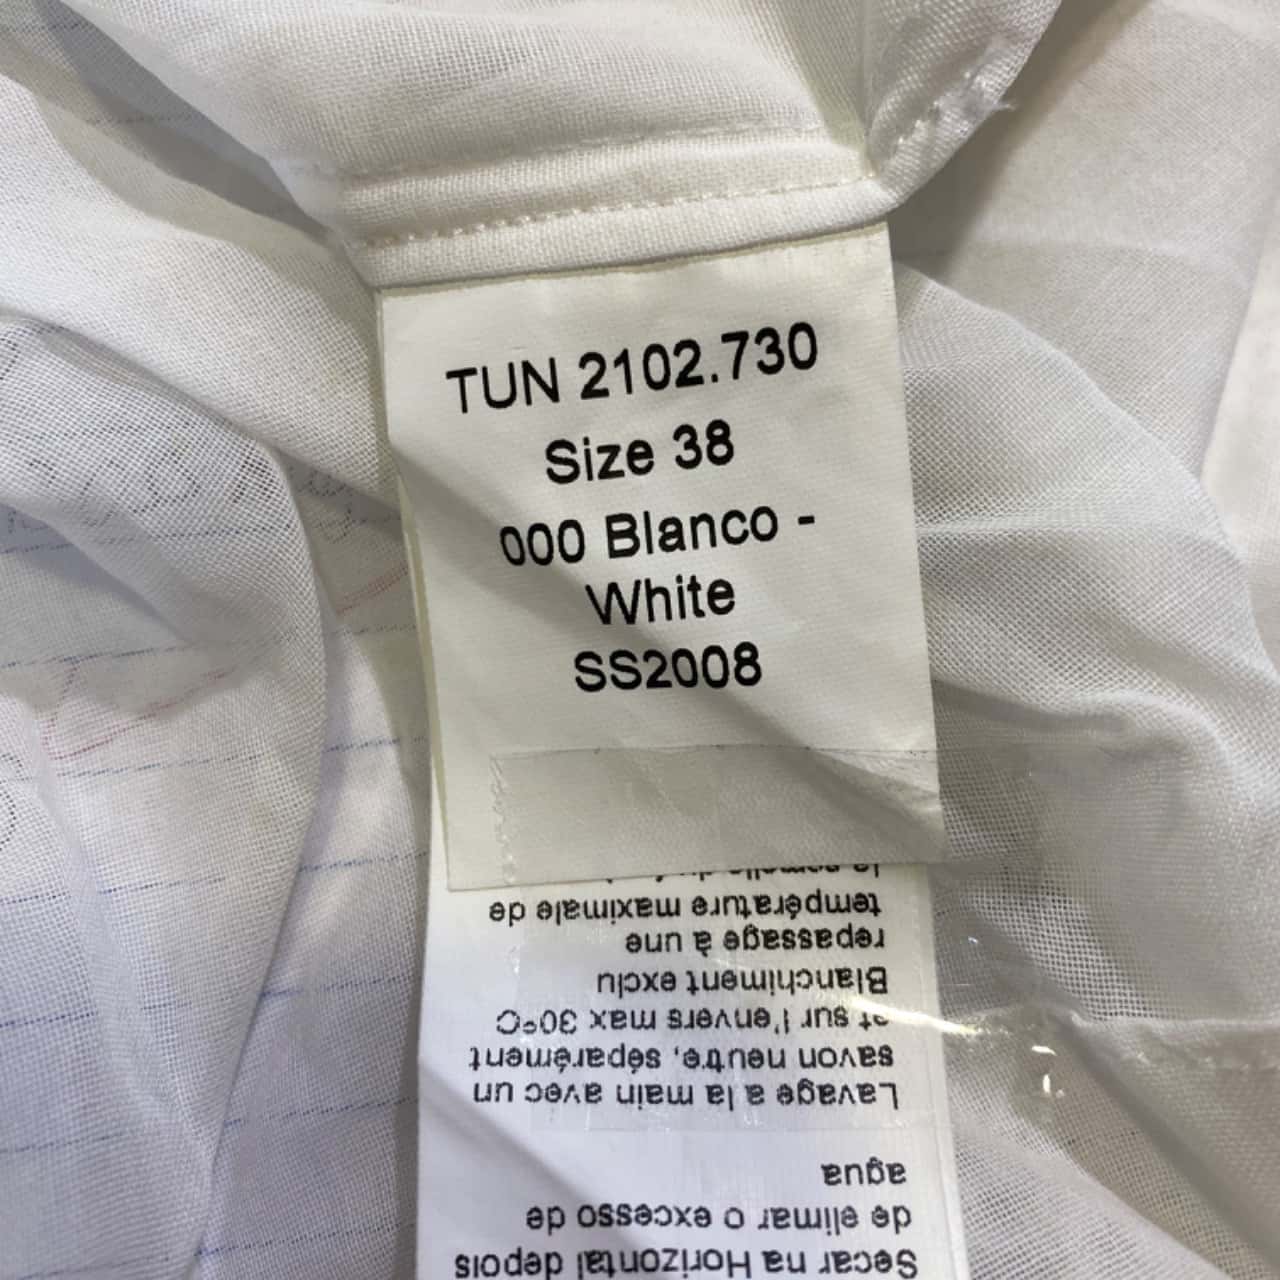 TUN 2102.730
Size 38
000 Blanco -
White
SS2008
Secar na Horizontal depois
de elimar o excesso de
agua
Lavage a la main avec un
savon neutre, séparément
et sur l'envers max 30ºC
Blanchiment exclu
repassage à une
température maximale de